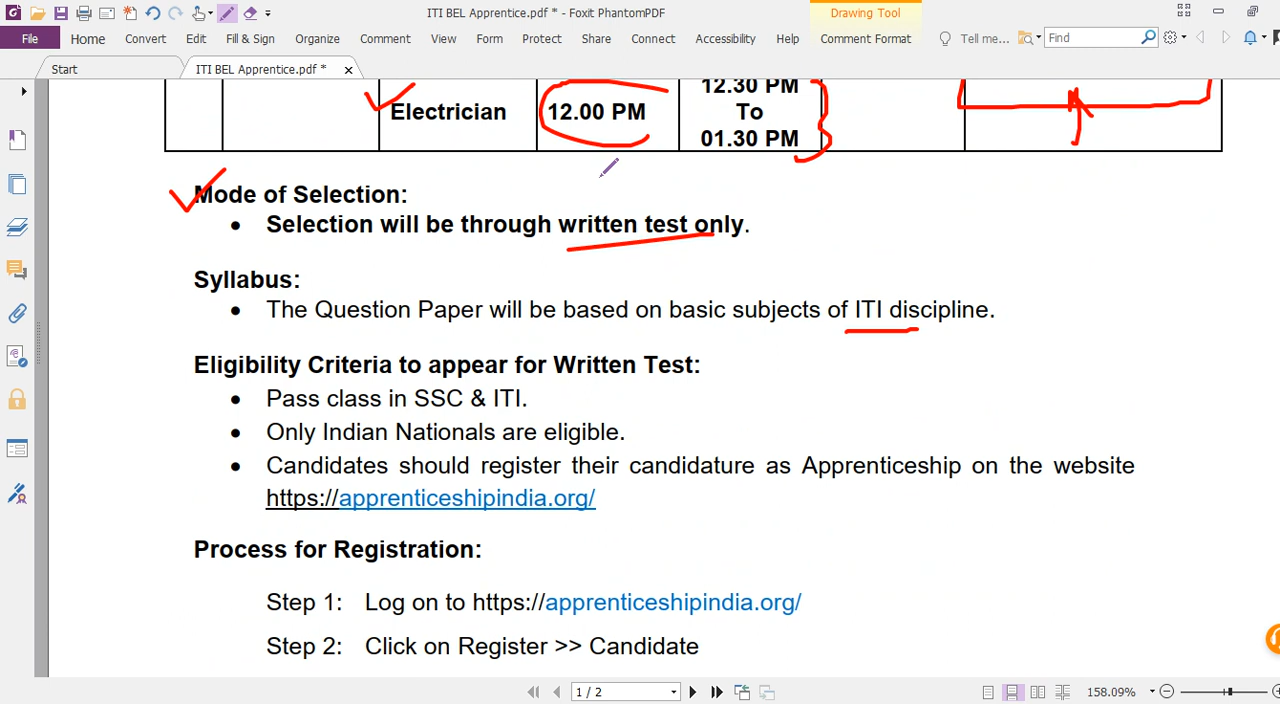 ITI BEL Apprentice.pdf * - Foxit PhantomPDF
Drawing Tool
File Home Convert Edit Fill & Sign Organize Comment View Form Protect Share Connect Accessibility Help Comment Format Tell me... Find
Start ITI BEL Apprentice.pdf *
12.30 PM
Electrician 12.00 PM To
01.30 PM
Mode of Selection:
• Selection will be through written test only.
Syllabus:
• The Question Paper will be based on basic subjects of ITI discipline.
Eligibility Criteria to appear for Written Test:
• Pass class in SSC & ITI.
• Only Indian Nationals are eligible.
• Candidates should register their candidature as Apprenticeship on the website
https://apprenticeshipindia.org/
Process for Registration:
Step 1: Log on to https://apprenticeshipindia.org/
Step 2: Click on Register >> Candidate
1 / 2 158.09%